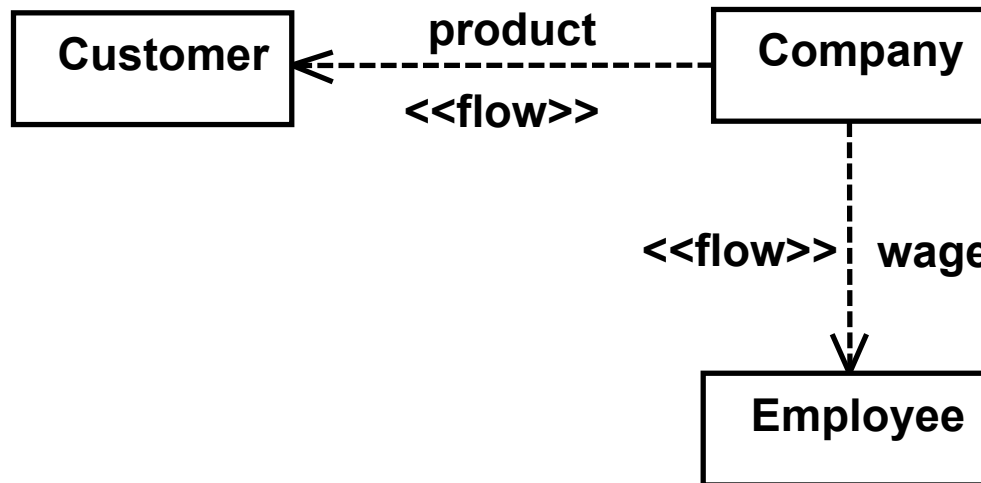 product
Customer
Company
<<flow>>
<<flow>>
wage
Employee